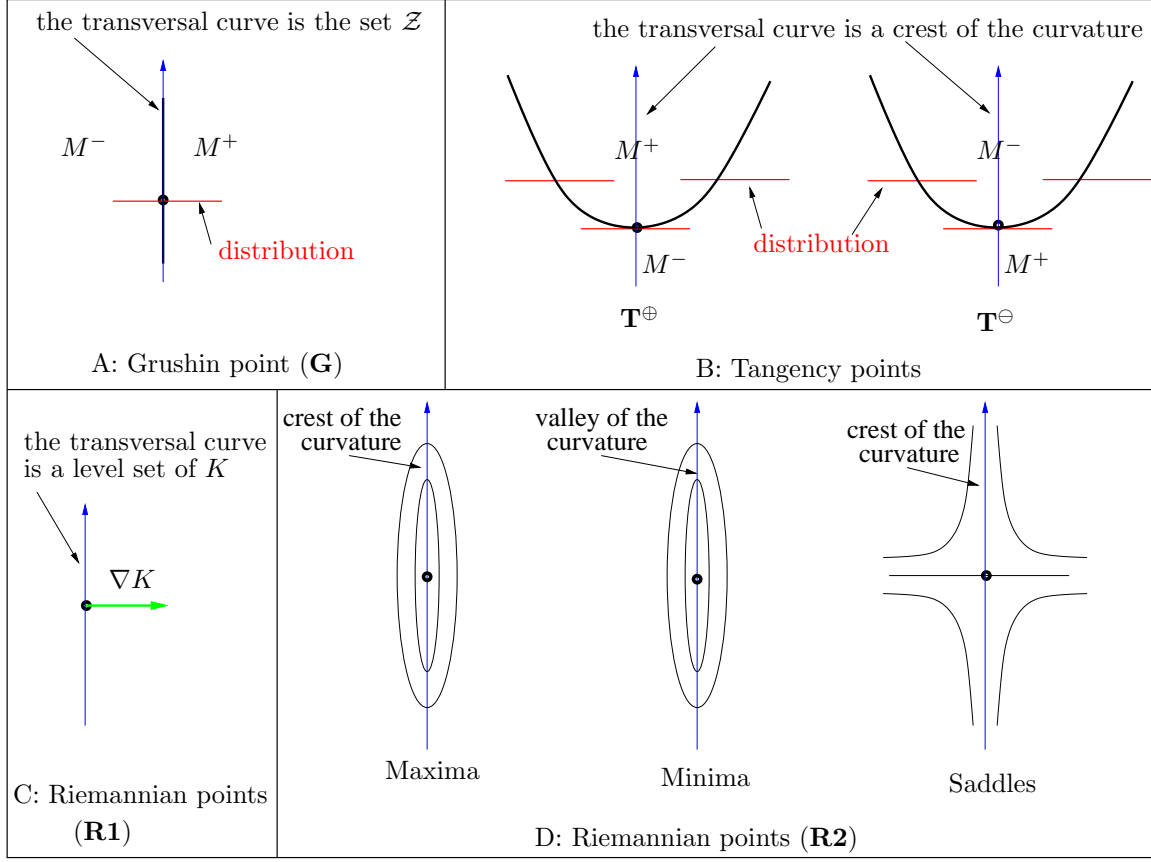 the transversal curve is the set 𝒵
M⁻
M⁺
distribution
A: Grushin point (G)
the transversal curve is a crest of the curvature
M⁺
M⁻
M⁻
M⁺
distribution
T⊕
T⊖
B: Tangency points
the transversal curve
is a level set of K
∇K
C: Riemannian points
(R1)
crest of the
curvature
Maxima
valley of the
curvature
Minima
crest of the
curvature
Saddles
D: Riemannian points (R2)